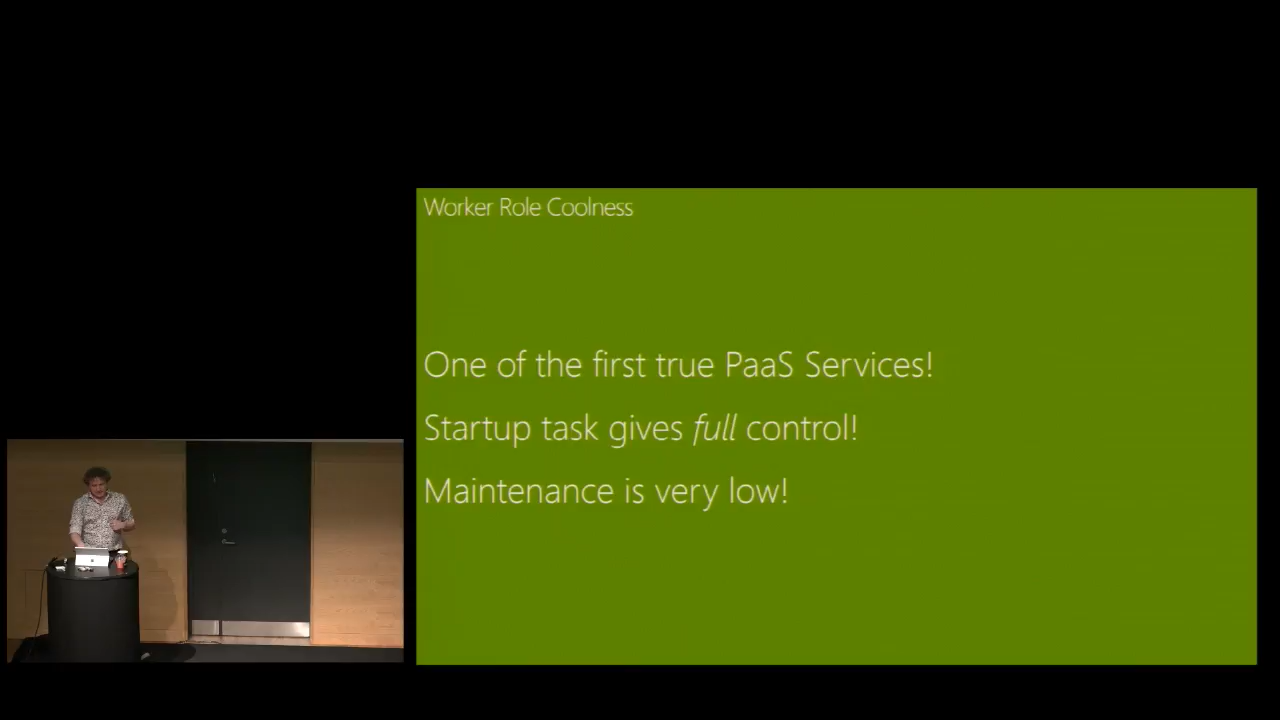 Worker Role Coolness
One of the first true PaaS Services!
Startup task gives full control!
Maintenance is very low!